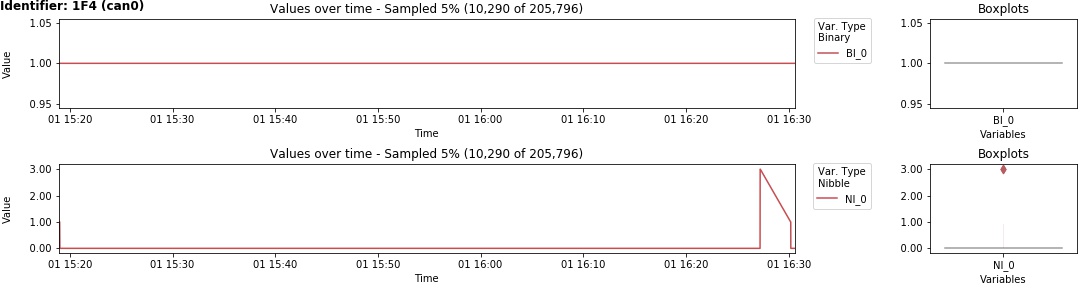 Identifier: 1F4 (can0)
Values over time - Sampled 5% (10,290 of 205,796)
1.05
1.00
0.95
Value
01 15:20 01 15:30 01 15:40 01 15:50 01 16:00 01 16:10 01 16:20 01 16:30
Time
Var. Type
Binary
BI_0
Boxplots
1.05
1.00
0.95
BI_0
Variables
Values over time - Sampled 5% (10,290 of 205,796)
3.00
2.00
1.00
0.00
Value
01 15:20 01 15:30 01 15:40 01 15:50 01 16:00 01 16:10 01 16:20 01 16:30
Time
Var. Type
Nibble
NI_0
Boxplots
3.00
2.00
1.00
0.00
NI_0
Variables